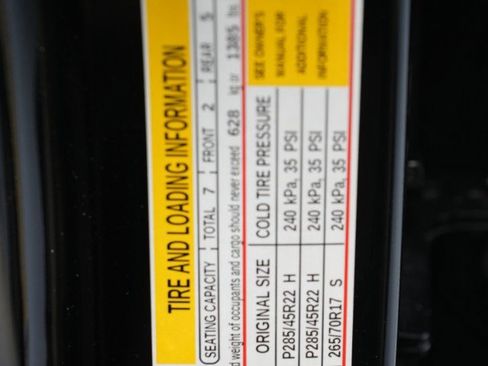 TIRE AND LOADING INFORMATION
SEATING CAPACITY TOTAL 7 FRONT 2 REAR 5
d weight of occupants and cargo should never exceed 628 kg or 1385 lbs
ORIGINAL SIZE COLD TIRE PRESSURE SEE OWNER'S
P285/45R22 H 240 kPa, 35 PSI MANUAL FOR
P285/45R22 H 240 kPa, 35 PSI ADDITIONAL
265/70R17 S 240 kPa, 35 PSI INFORMATION